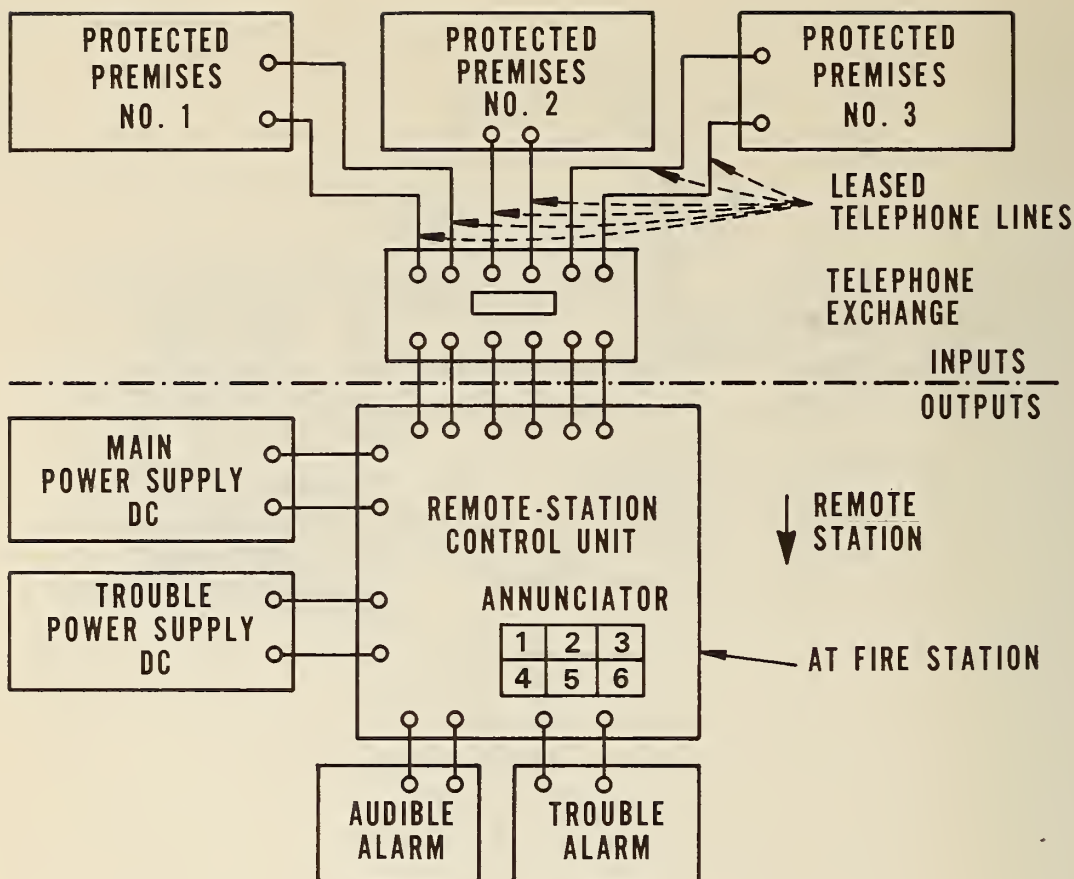 PROTECTED
PREMISES
NO. 1
PROTECTED
PREMISES
NO. 2
PROTECTED
PREMISES
NO. 3
LEASED
TELEPHONE LINES
TELEPHONE
EXCHANGE
INPUTS
OUTPUTS
MAIN
POWER SUPPLY
DC
REMOTE-STATION
CONTROL UNIT
REMOTE
STATION
TROUBLE
POWER SUPPLY
DC
ANNUNCIATOR
1 2 3
4 5 6
AT FIRE STATION
AUDIBLE
ALARM
TROUBLE
ALARM